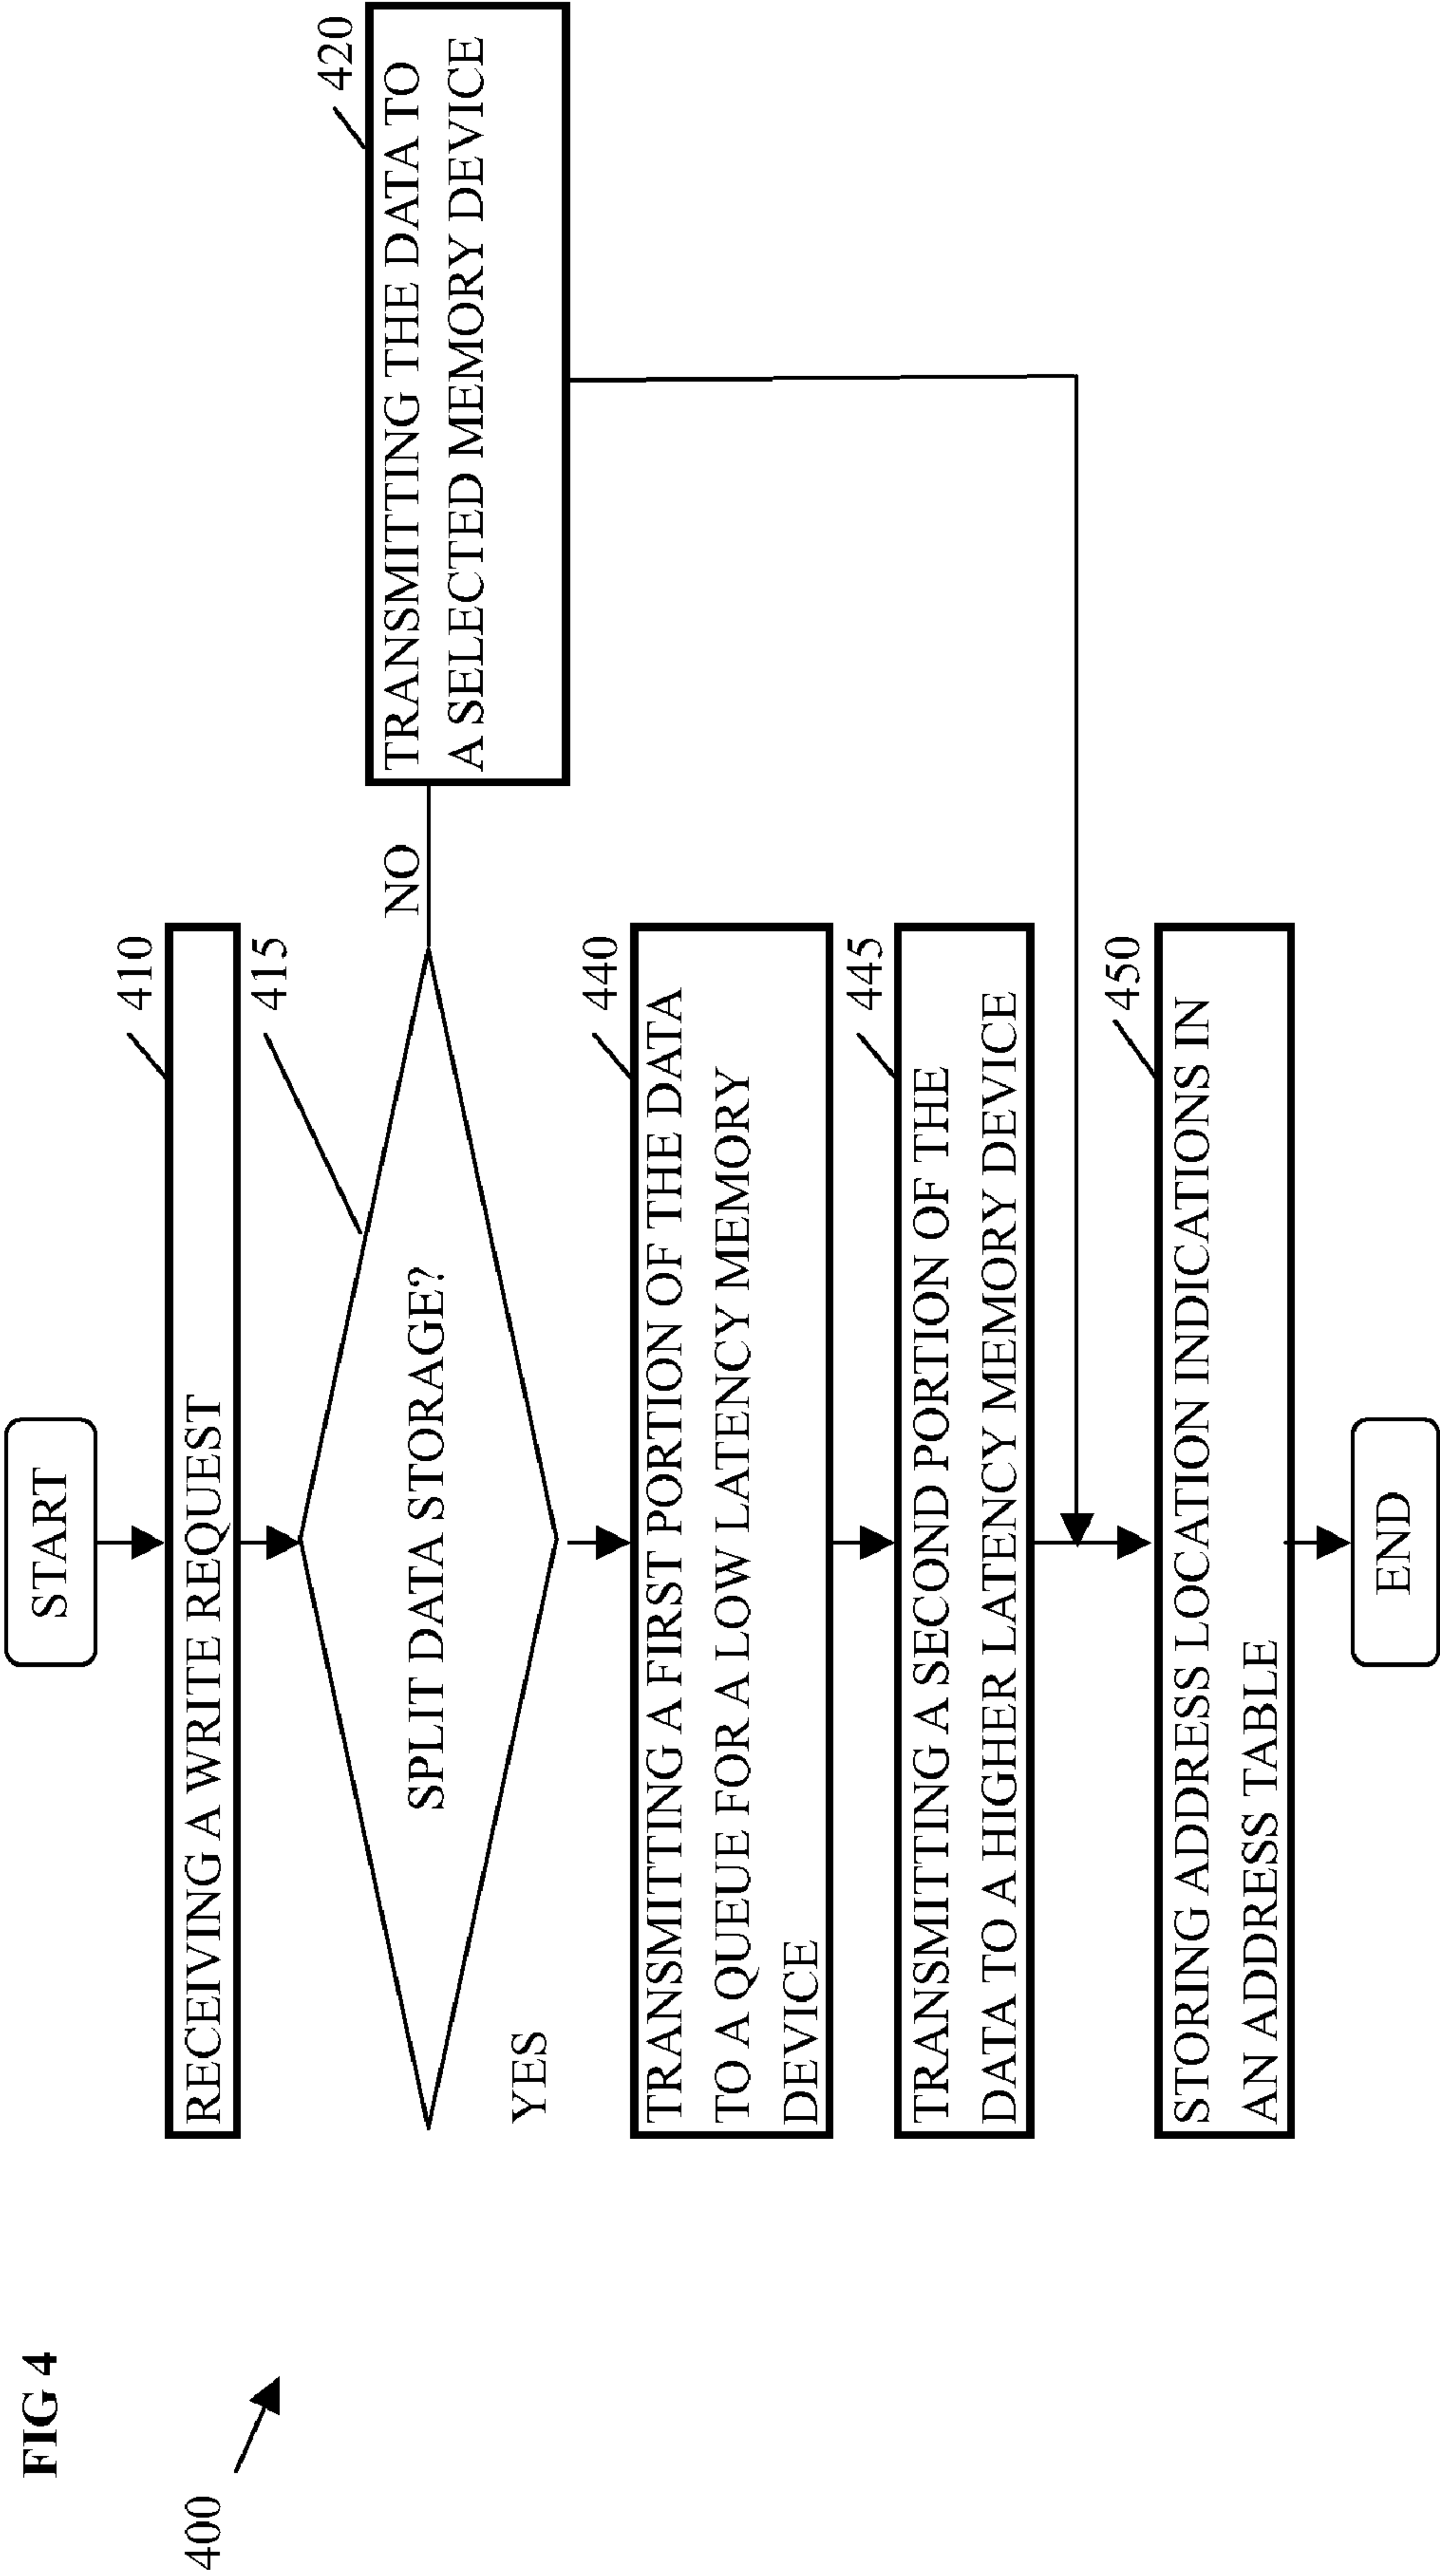 FIG 4
400
START
410
RECEIVING A WRITE REQUEST
415
SPLIT DATA STORAGE?
NO
420
TRANSMITTING THE DATA TO
A SELECTED MEMORY DEVICE
YES
440
TRANSMITTING A FIRST PORTION OF THE DATA
TO A QUEUE FOR A LOW LATENCY MEMORY
DEVICE
445
TRANSMITTING A SECOND PORTION OF THE
DATA TO A HIGHER LATENCY MEMORY DEVICE
450
STORING ADDRESS LOCATION INDICATIONS IN
AN ADDRESS TABLE
END